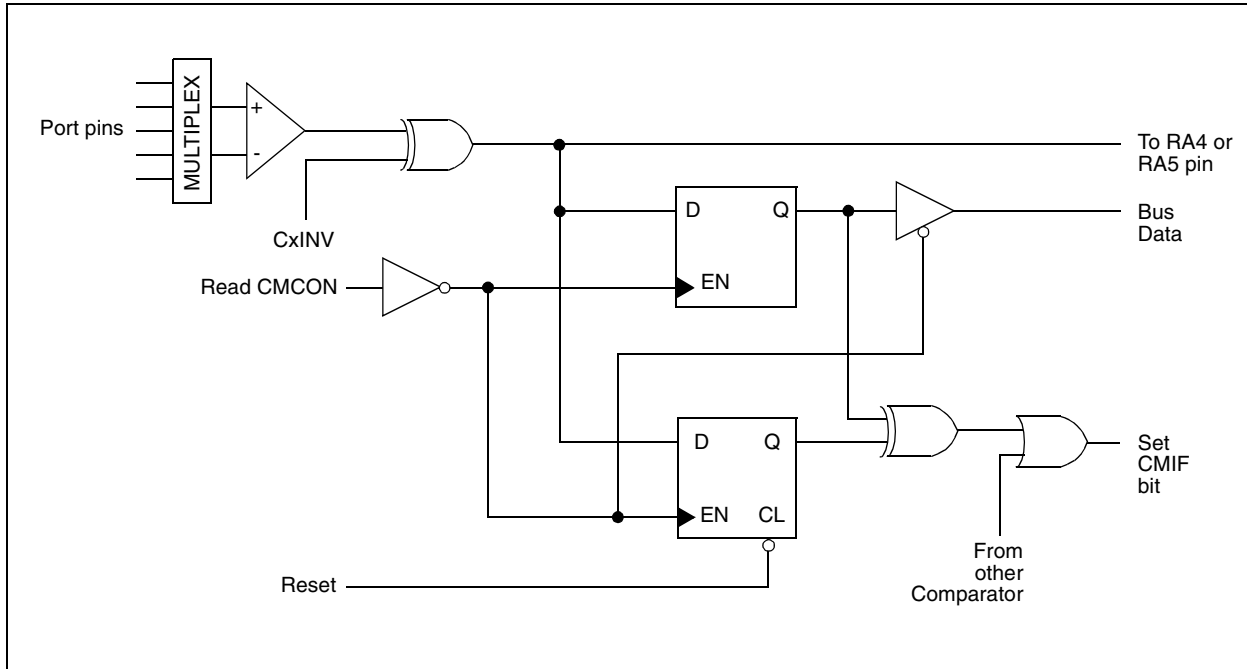 MULTIPLEX
+
-
Port pins
To RA4 or
RA5 pin
D
Q
Bus
Data
CxINV
Read CMCON
EN
D
Q
Set
CMIF
bit
EN
CL
From
other
Comparator
Reset